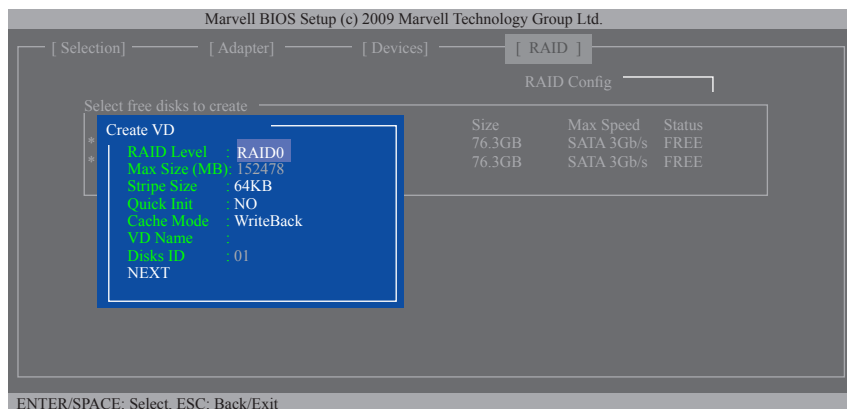 Marvell BIOS Setup (c) 2009 Marvell Technology Group Ltd.
[ Selection] [ Adapter] [ Devices] [ RAID ]
RAID Config
Select free disks to create
Size Max Speed Status
* 76.3GB SATA 3Gb/s FREE
* 76.3GB SATA 3Gb/s FREE
Create VD
RAID Level : RAID0
Max Size (MB): 152478
Stripe Size : 64KB
Quick Init : NO
Cache Mode : WriteBack
VD Name :
Disks ID : 01
NEXT
ENTER/SPACE: Select, ESC: Back/Exit